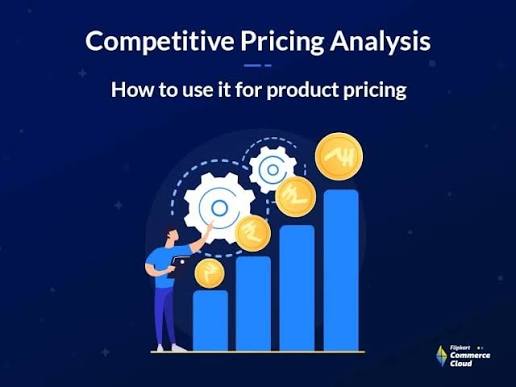 Competitive Pricing Analysis
How to use it for product pricing
₹
₹
₹
Flipkart
Commerce
Cloud